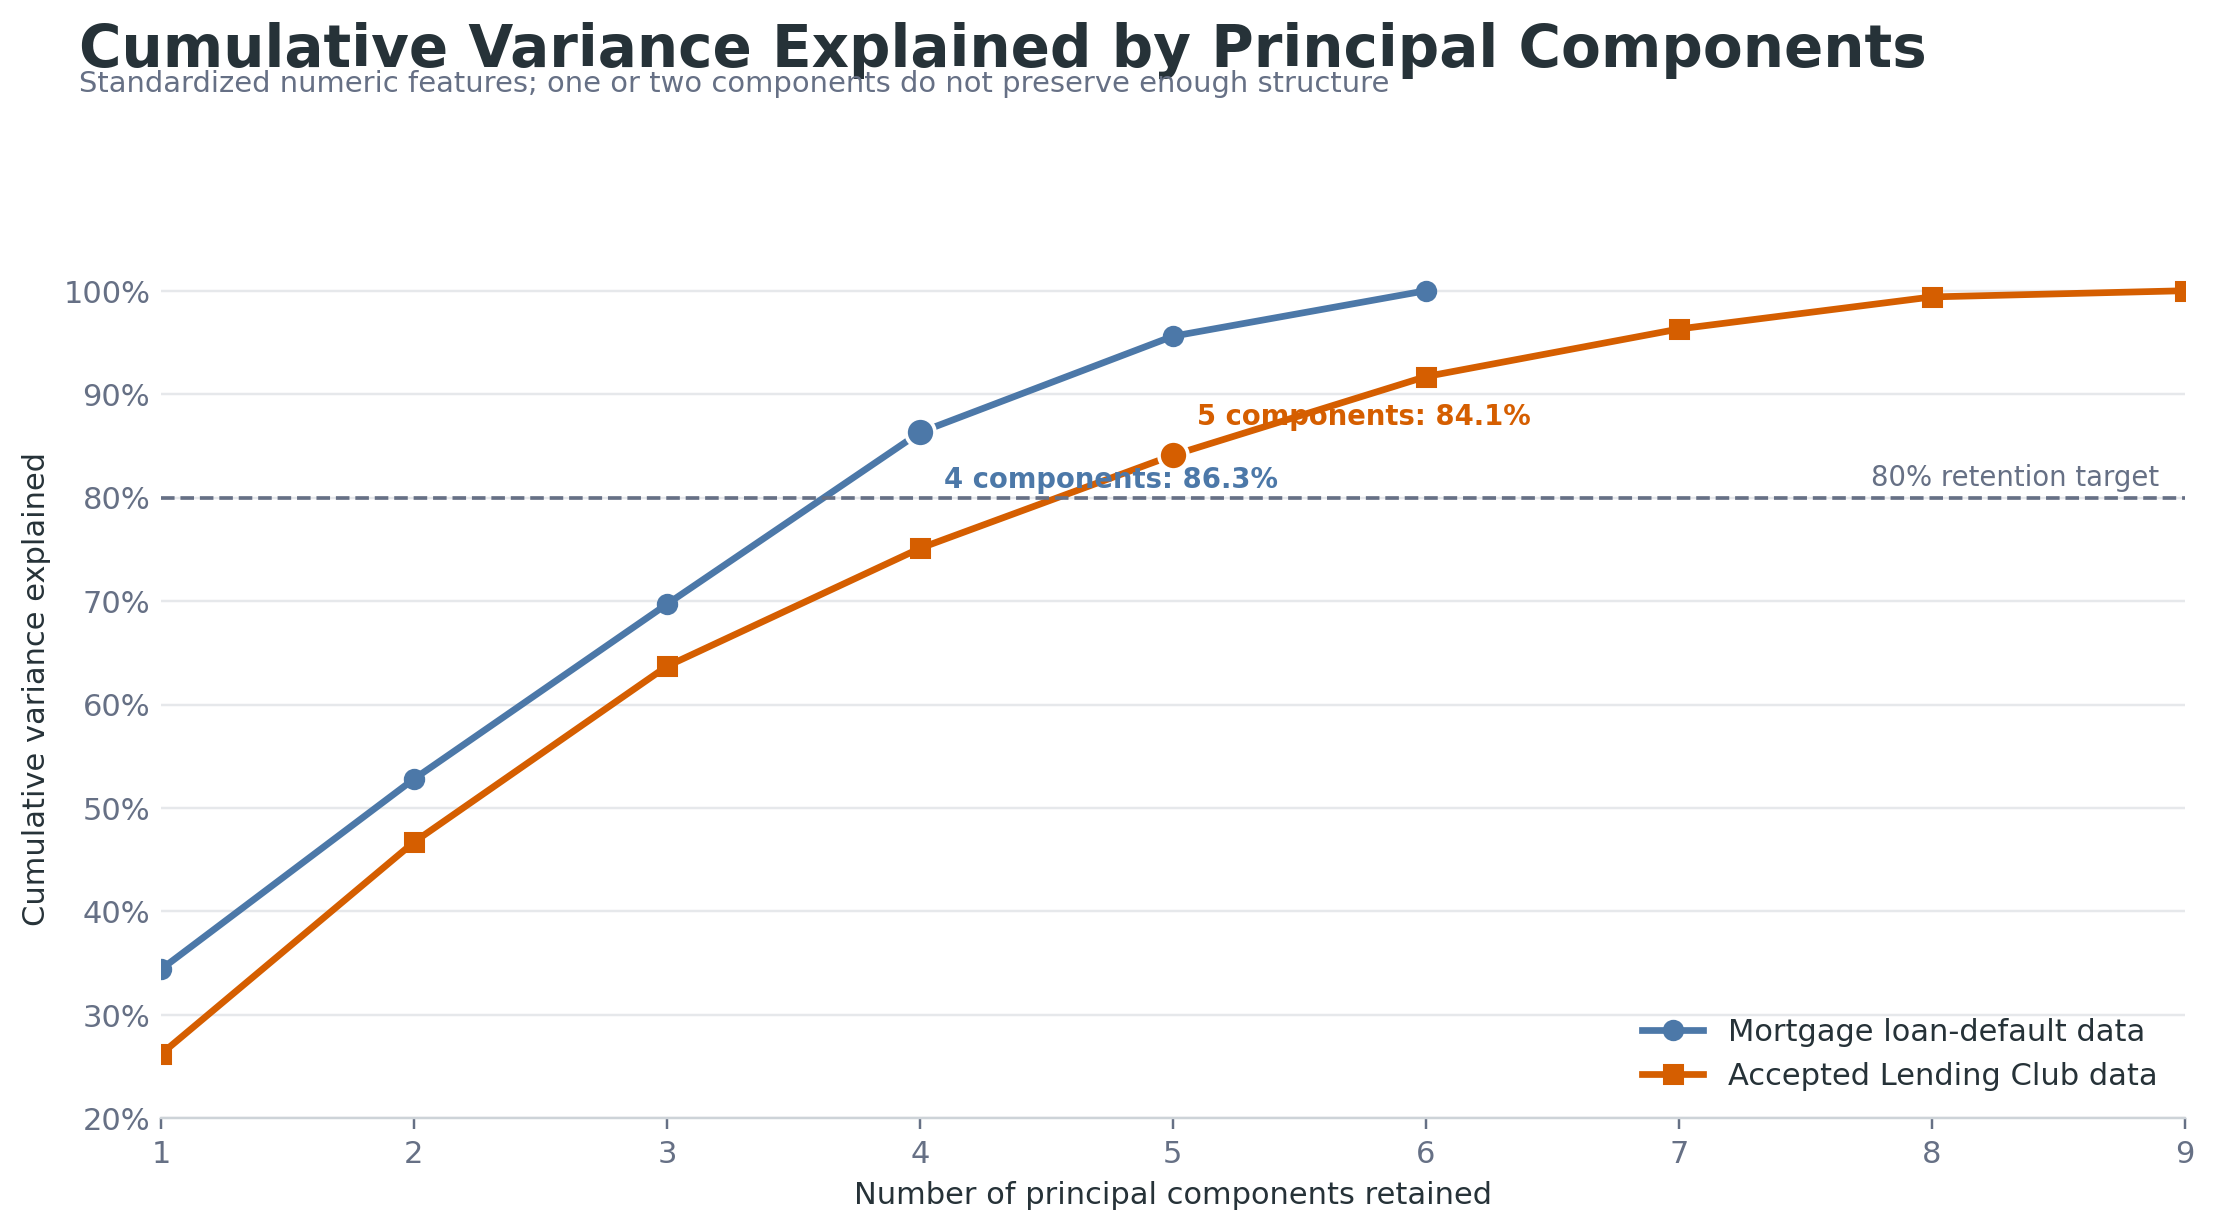 Cumulative Variance Explained by Principal Components
Standardized numeric features; one or two components do not preserve enough structure
100%
90%
80%
70%
60%
50%
40%
30%
20%
Cumulative variance explained
5 components: 84.1%
4 components: 86.3%
80% retention target
Mortgage loan-default data
Accepted Lending Club data
1 2 3 4 5 6 7 8 9
Number of principal components retained